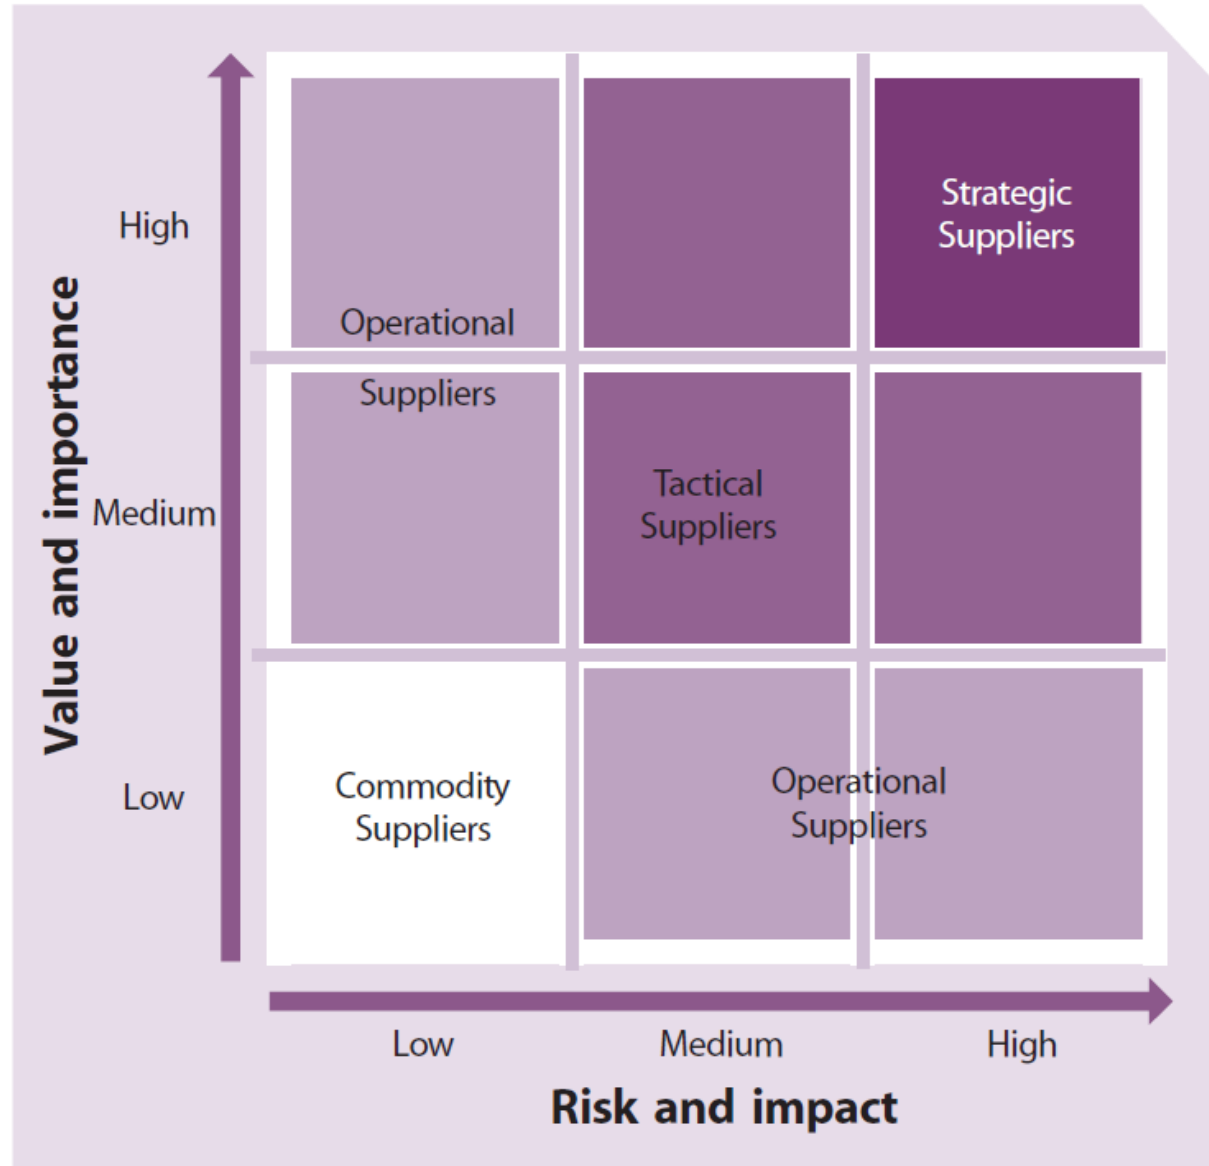 Value and importance
High
Medium
Low
Operational
Suppliers
Strategic
Suppliers
Tactical
Suppliers
Commodity
Suppliers
Operational
Suppliers
Low
Medium
High
Risk and impact